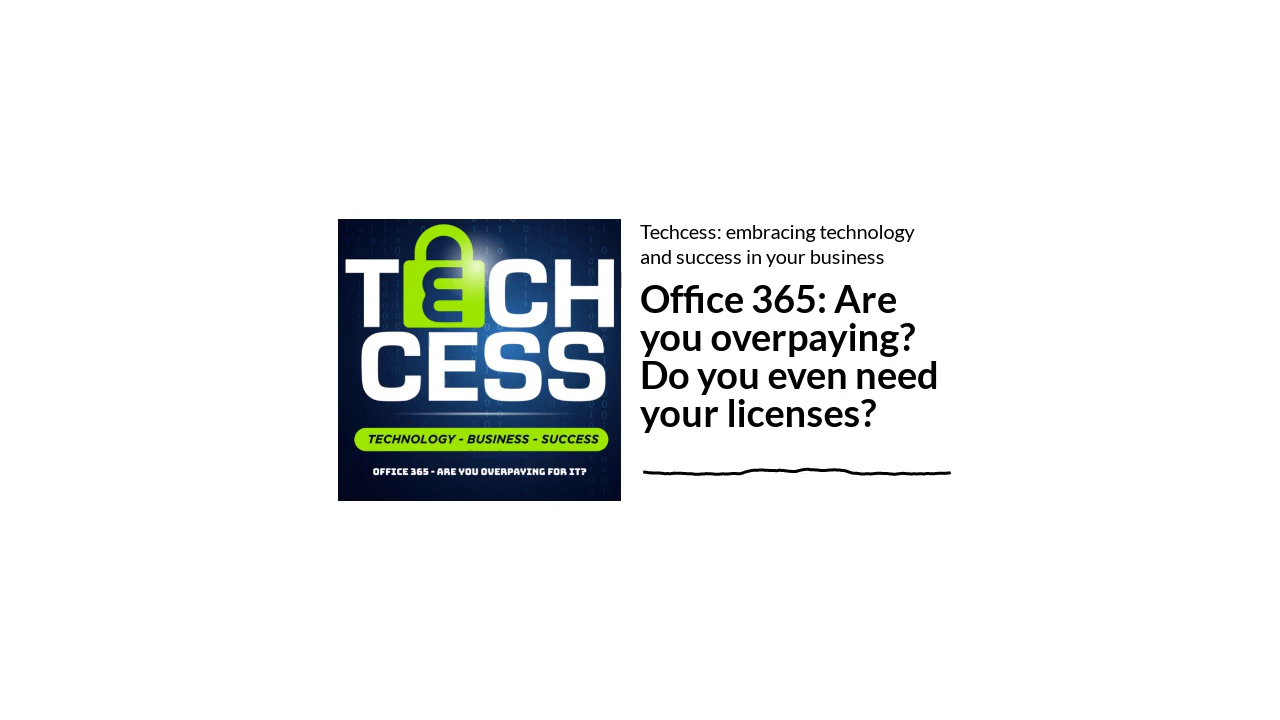 TECH
CESS
TECHNOLOGY - BUSINESS - SUCCESS
OFFICE 365 - ARE YOU OVERPAYING FOR IT?
Techcess: embracing technology
and success in your business
Office 365: Are
you overpaying?
Do you even need
your licenses?